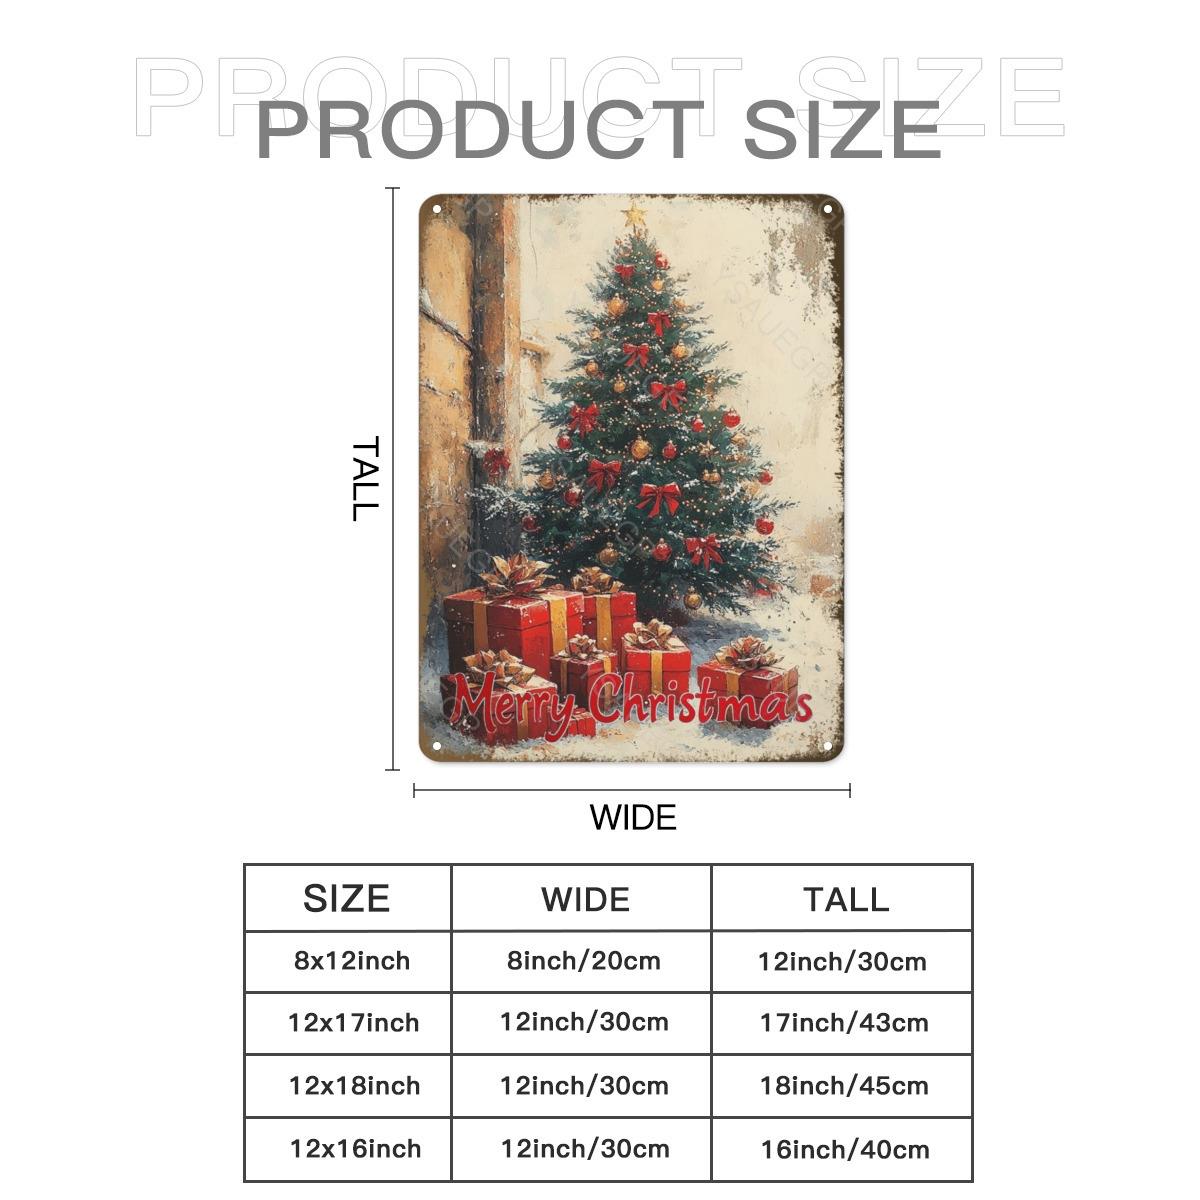 PRODUCT SIZE
PRODUCT SIZE
TALL
Merry Christmas
WIDE
SIZE WIDE TALL
8x12inch 8inch/20cm 12inch/30cm
12x17inch 12inch/30cm 17inch/43cm
12x18inch 12inch/30cm 18inch/45cm
12x16inch 12inch/30cm 16inch/40cm